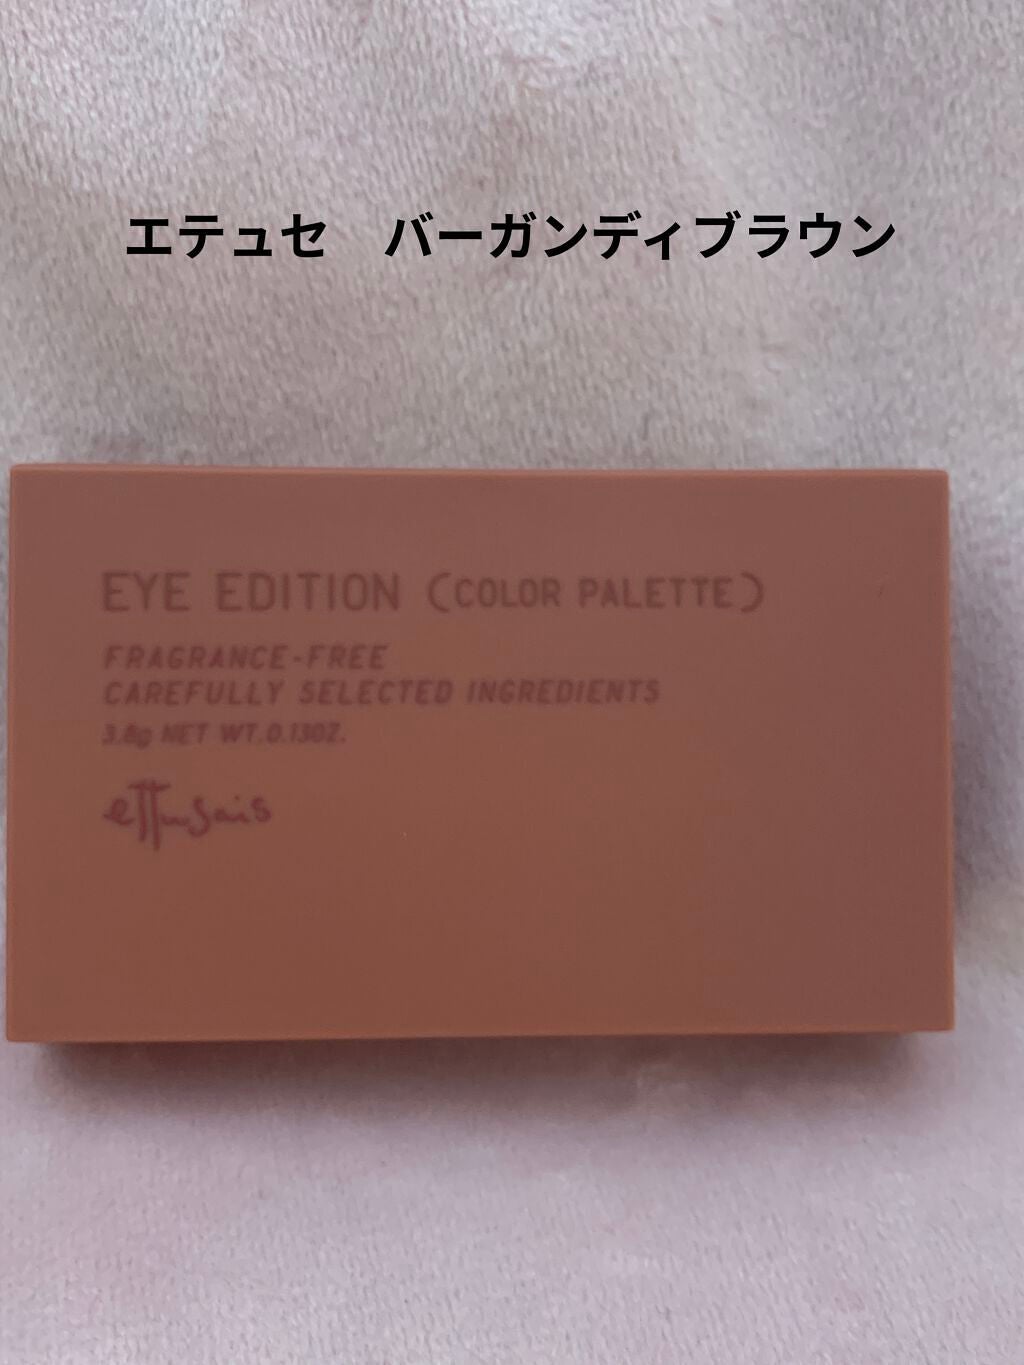 エテュセ　バーガンディブラウン
EYE EDITION (COLOR PALETTE)
FRAGRANCE-FREE
CAREFULLY SELECTED INGREDIENTS
3.8g NET WT.0.13OZ.
ettusais